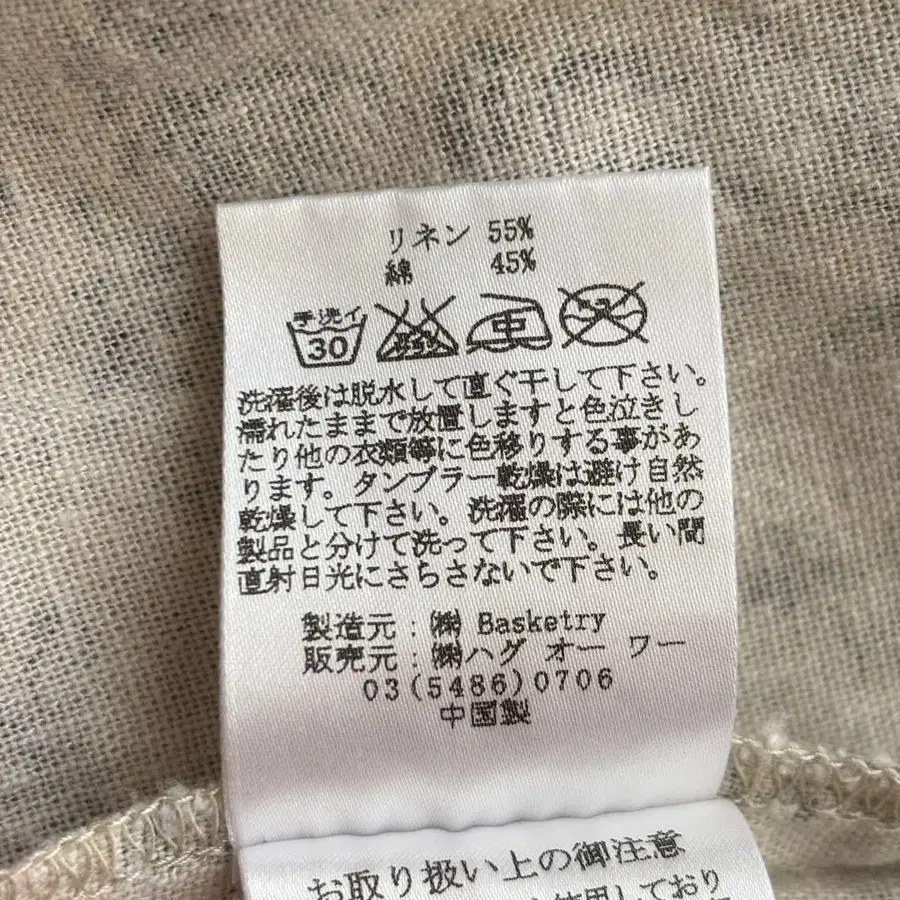 リネン 55%
綿 45%
手洗イ
30
中
洗濯後は脱水して直ぐ干して下さい。
濡れたままで放置しますと色泣きし
たり他の衣類等に色移りする事があ
ります。タンブラー乾燥は避け自然
乾燥して下さい。洗濯の際には他の
製品と分けて洗って下さい。長い間
直射日光にさらさないで下さい。
製造元:㈱ Basketry
販売元:㈱ハグ オー ワー
03(5486)0706
中国製
お取り扱い上の御注意
使用しており